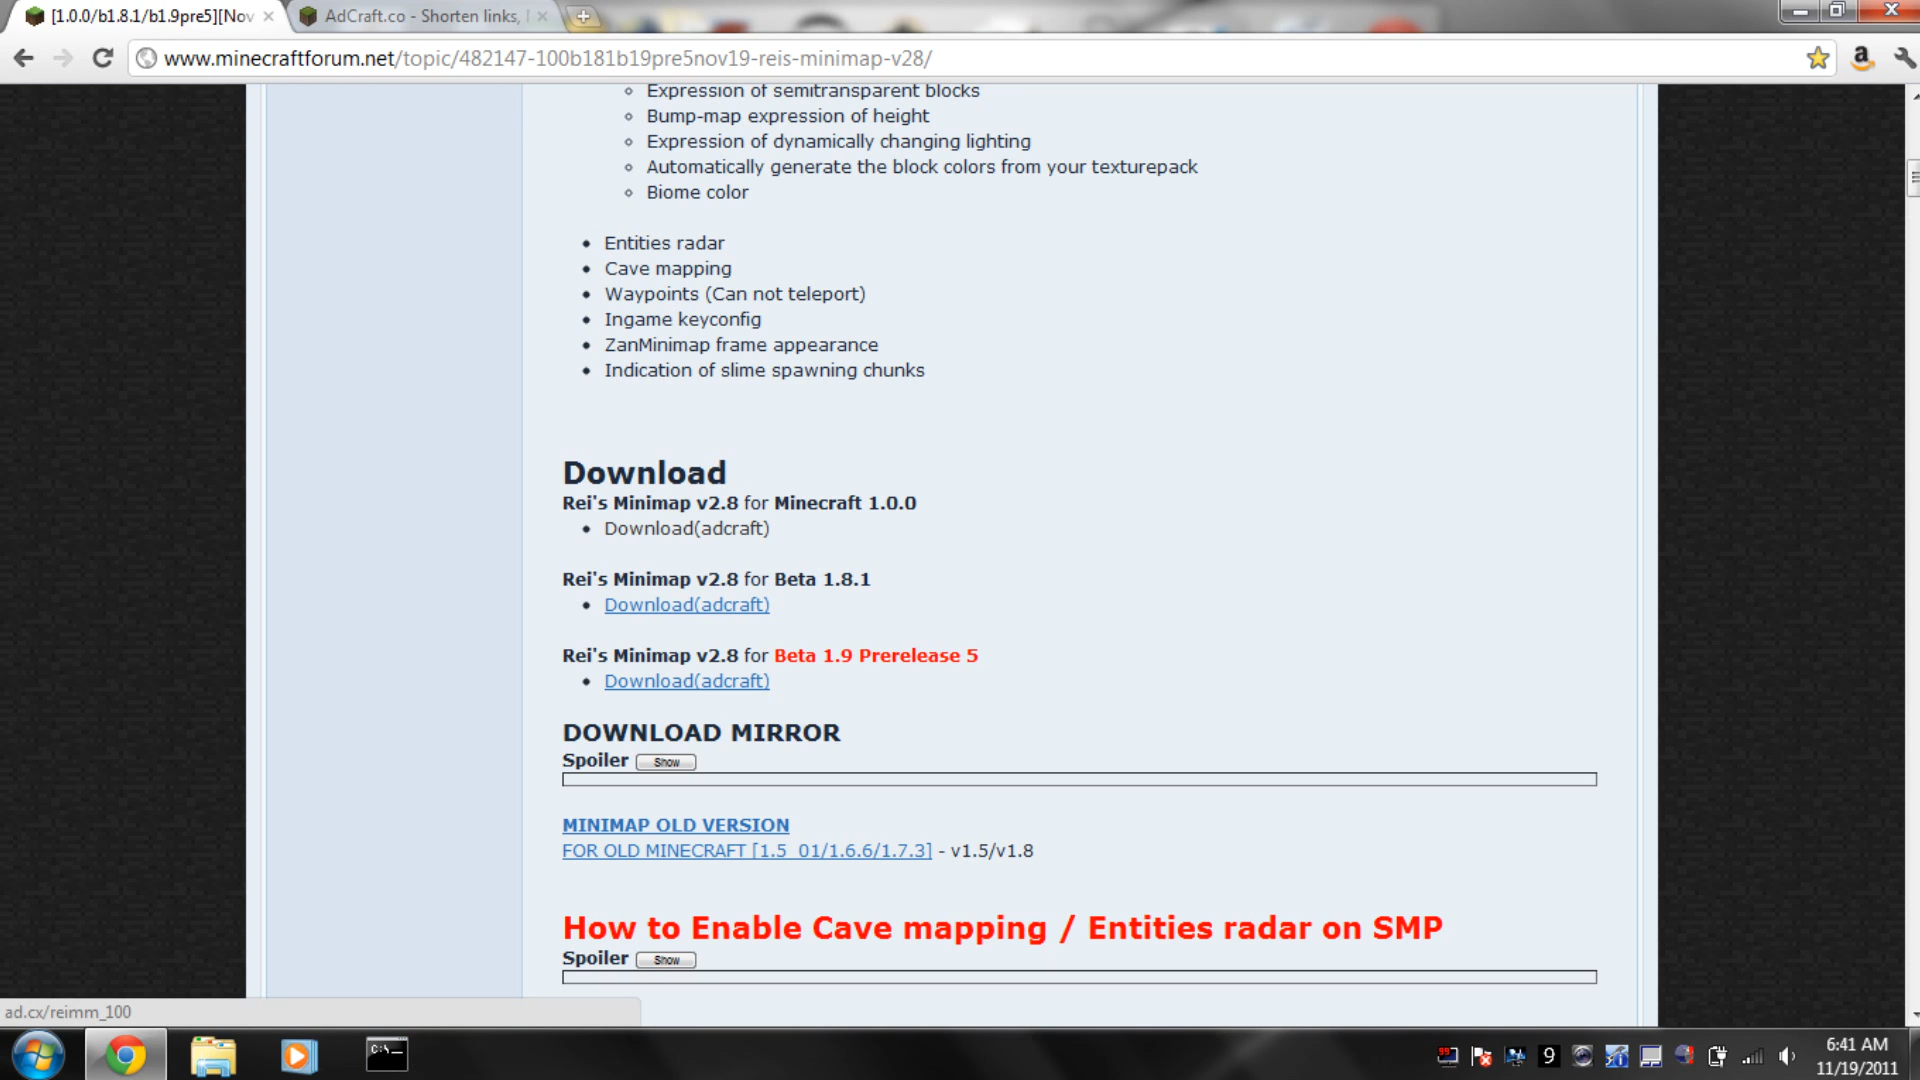 [1.0.0/b1.8.1/b1.9pre5][Nov
AdCraft.co - Shorten links,
www.minecraftforum.net/topic/482147-100b181b19pre5nov19-reis-minimap-v28/
Expression of semitransparent blocks
Bump-map expression of height
Expression of dynamically changing lighting
Automatically generate the block colors from your texturepack
Biome color
Entities radar
Cave mapping
Waypoints (Can not teleport)
Ingame keyconfig
ZanMinimap frame appearance
Indication of slime spawning chunks
Download
Rei's Minimap v2.8 for Minecraft 1.0.0
Download(adcraft)
Rei's Minimap v2.8 for Beta 1.8.1
Download(adcraft)
Rei's Minimap v2.8 for Beta 1.9 Prerelease 5
Download(adcraft)
DOWNLOAD MIRROR
Spoiler Show
MINIMAP OLD VERSION
FOR OLD MINECRAFT [1.5_01/1.6.6/1.7.3] - v1.5/v1.8
How to Enable Cave mapping / Entities radar on SMP
Spoiler Show
ad.cx/reimm_100
C:\_
9
6:41 AM
11/19/2011